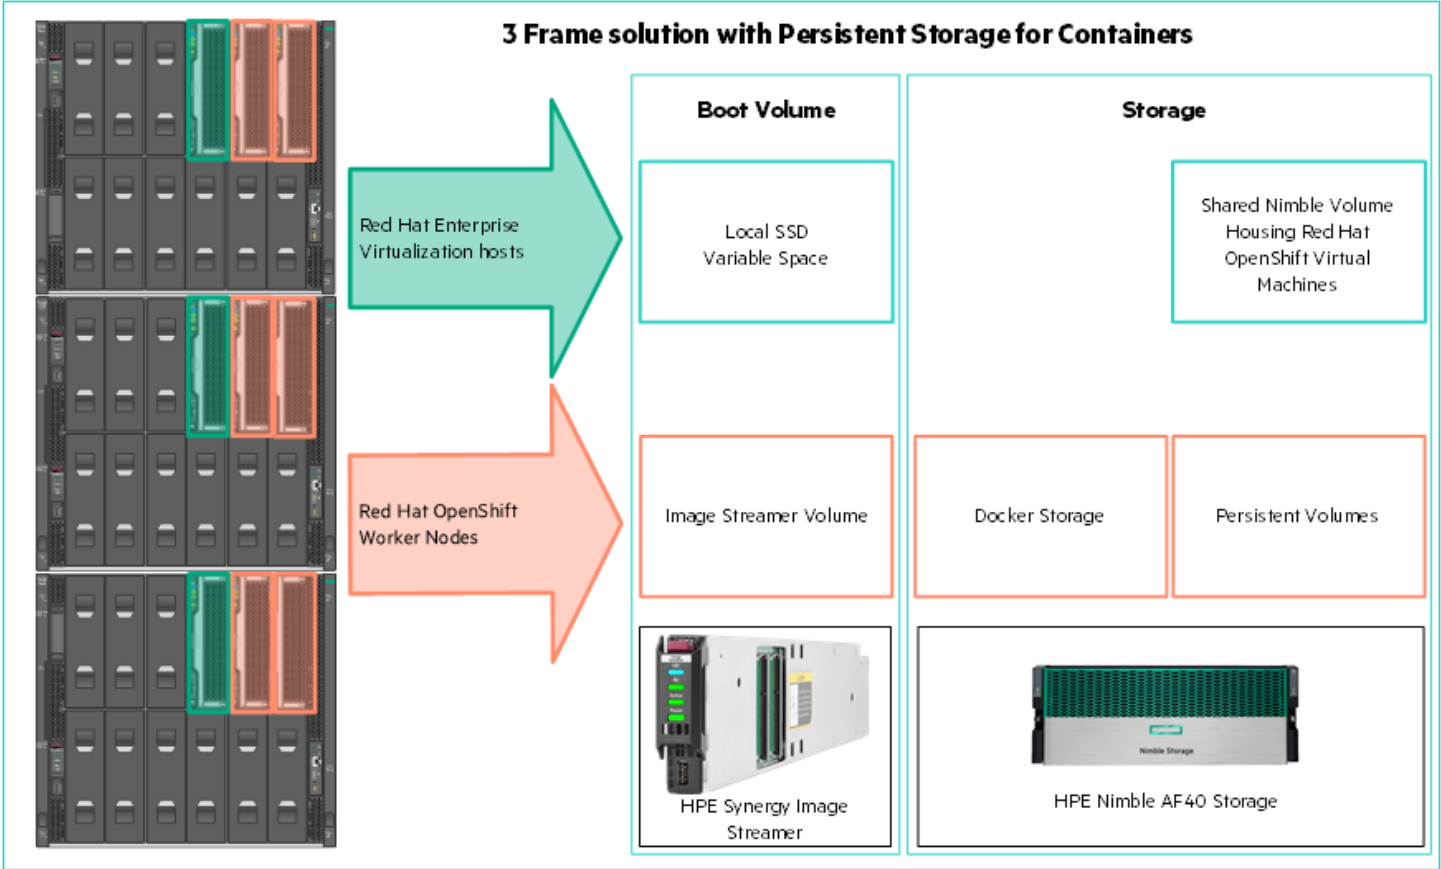 3 Frame solution with Persistent Storage for Containers
Boot Volume
Storage
Red Hat Enterprise
Virtualization hosts
Local SSD
Variable Space
Shared Nimble Volume
Housing Red Hat
OpenShift Virtual
Machines
Red Hat OpenShift
Worker Nodes
Image Streamer Volume
Docker Storage
Persistent Volumes
Nimble Storage
HPE Synergy Image
Streamer
HPE Nimble AF40 Storage